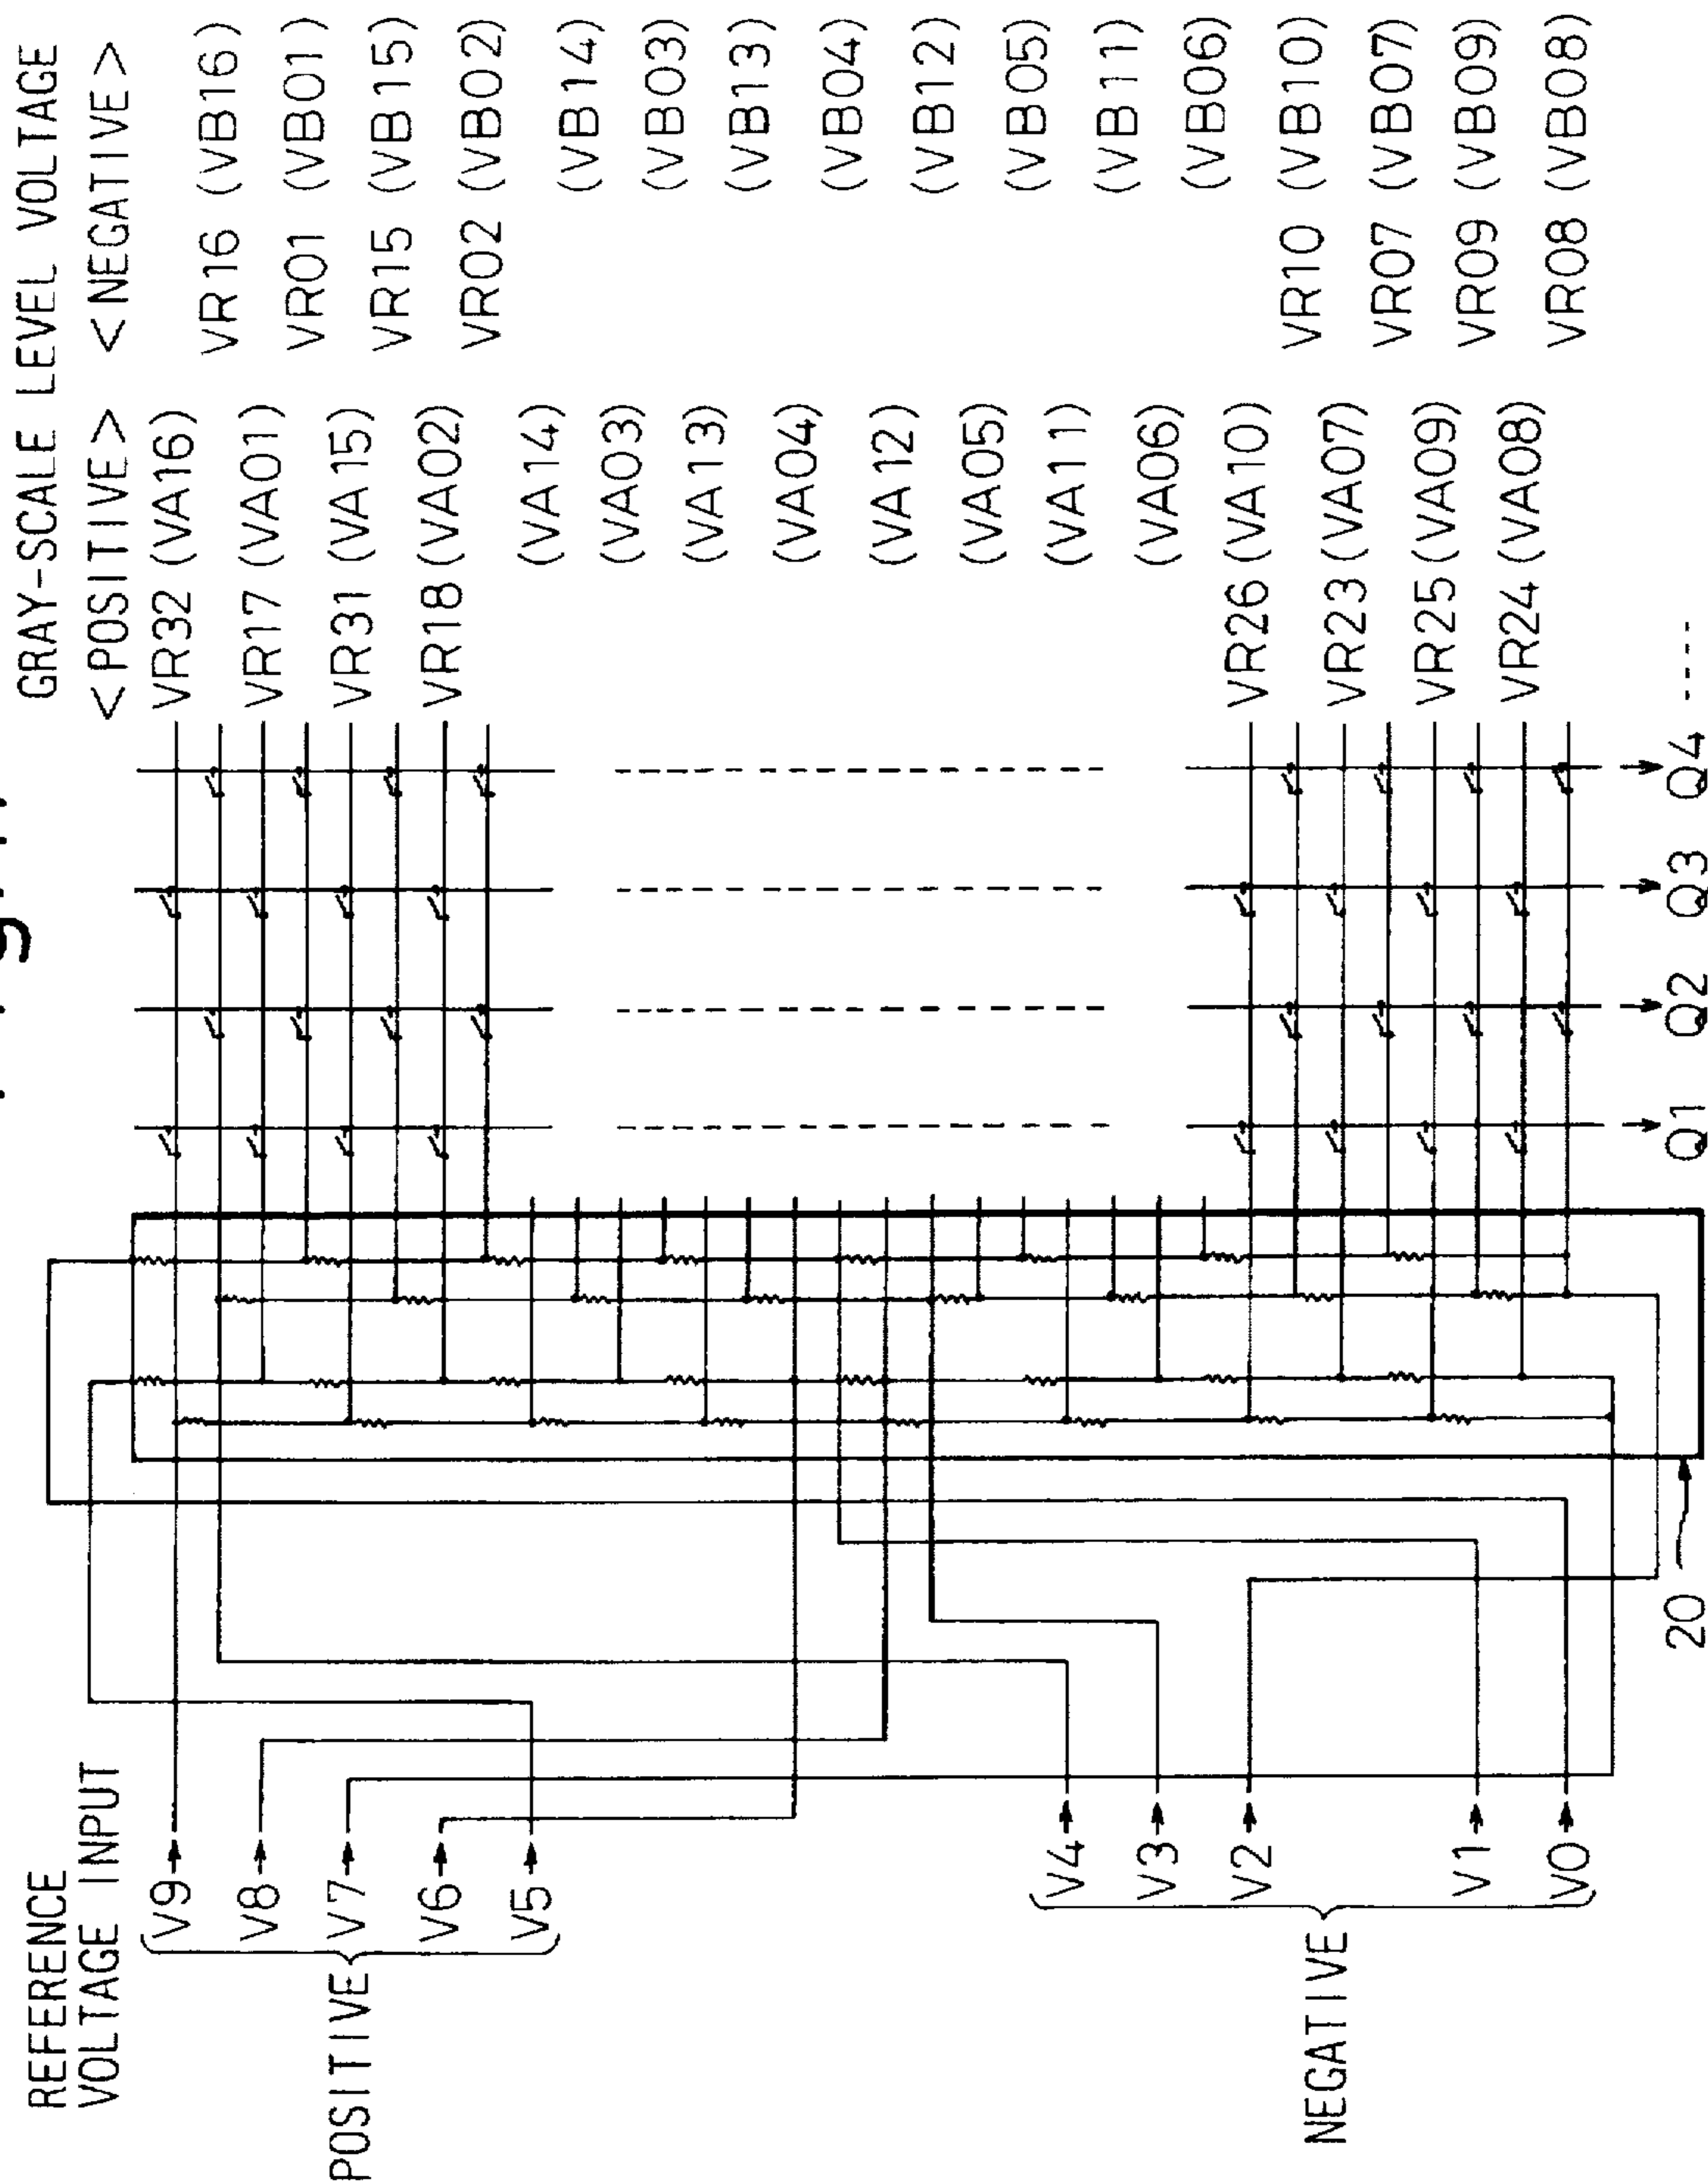 GRAY-SCALE LEVEL VOLTAGE
<POSITIVE> <NEGATIVE>
REFERENCE
VOLTAGE INPUT
POSITIVE
V9
V8
V7
V6
V5
NEGATIVE
V4
V3
V2
V1
V0
20
Q1 Q2 Q3 Q4 ----
VR32 (VA16)
VR16 (VB16)
VR17 (VA01)
VR01 (VB01)
VR31 (VA15)
VR15 (VB15)
VR18 (VA02)
VR02 (VB02)
(VA14)
(VB14)
(VA03)
(VB03)
(VA13)
(VB13)
(VA04)
(VB04)
(VA12)
(VB12)
(VA05)
(VB05)
(VA11)
(VB11)
(VA06)
(VB06)
VR26 (VA10)
VR10 (VB10)
VR23 (VA07)
VR07 (VB07)
VR25 (VA09)
VR09 (VB09)
VR24 (VA08)
VR08 (VB08)